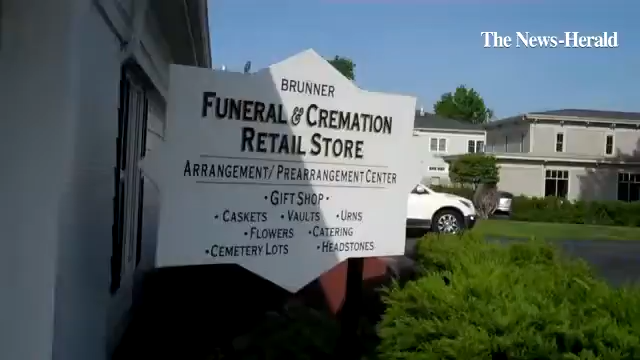 The News-Herald
BRUNNER
FUNERAL & CREMATION
RETAIL STORE
ARRANGEMENT/PREARRANGEMENT CENTER
• GIFT SHOP •
• CASKETS • VAULTS • URNS
• FLOWERS • CATERING
• CEMETERY LOTS • HEADSTONES